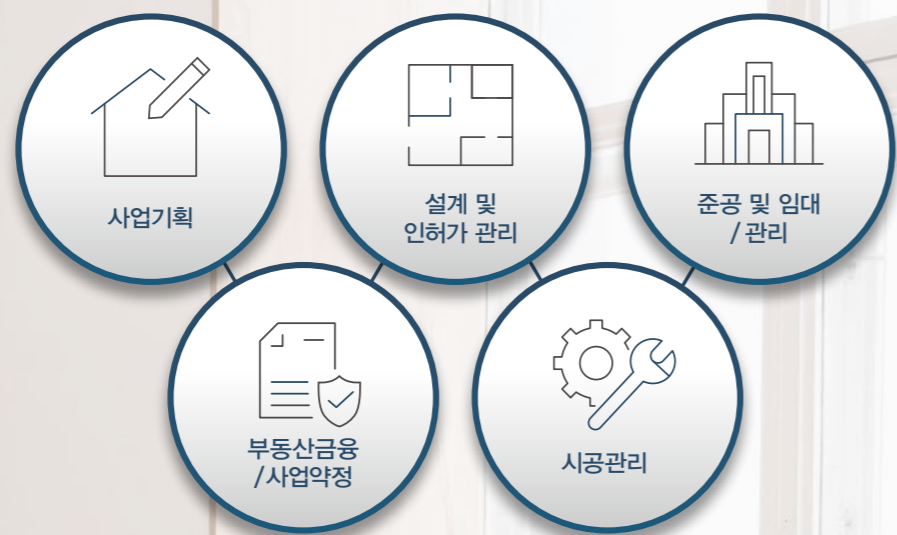 사업기획
설계 및
인허가 관리
준공 및 임대
/ 관리
부동산금융
/사업약정
시공관리